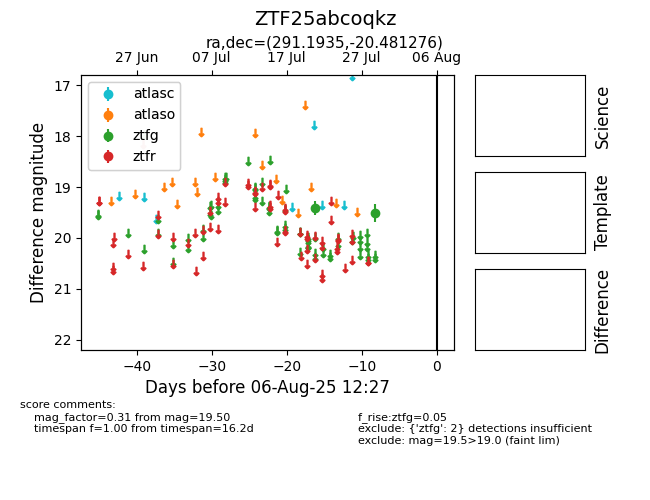 ZTF25abcoqkz
ra,dec=(291.1935,-20.481276)
27 Jun 07 Jul 17 Jul 27 Jul 06 Aug
atlasc
atlaso
ztfg
ztfr
17
18
19
20
21
22
Difference magnitude
−40 −30 −20 −10 0
Days before 06-Aug-25 12:27
Science
Template
Difference
score comments:
mag_factor=0.31 from mag=19.50
timespan f=1.00 from timespan=16.2d
f_rise:ztfg=0.05
exclude: {'ztfg': 2} detections insufficient
exclude: mag=19.5>19.0 (faint lim)